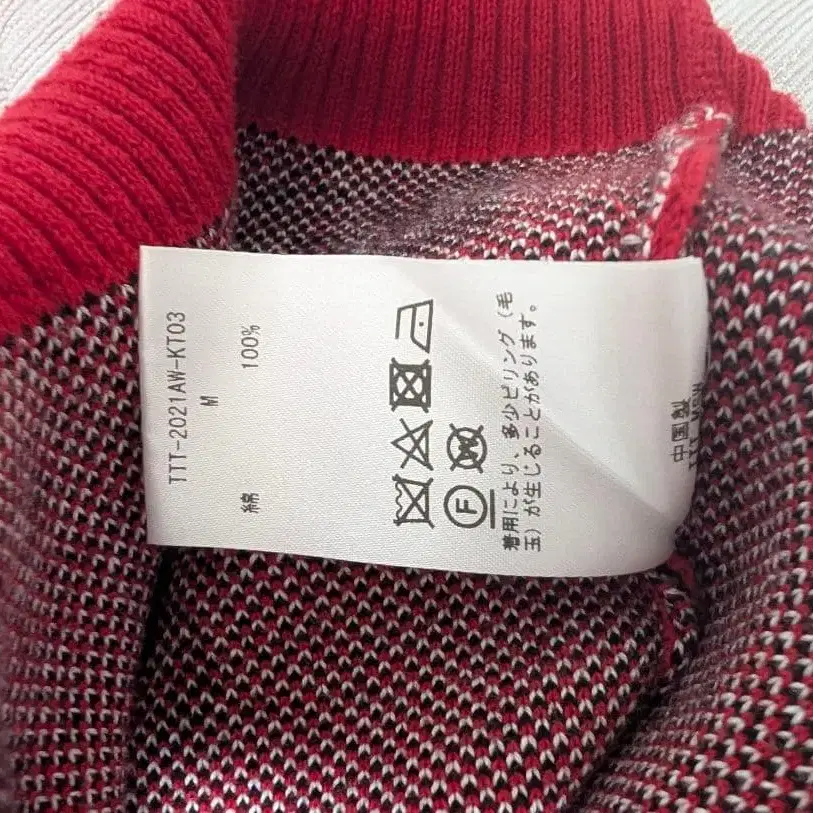 TTT-2021AW-KT03
M
綿 100%
W
F
着用により、多少ピリング（毛
玉）が生じることがあります。
中国製
TTT_MSW